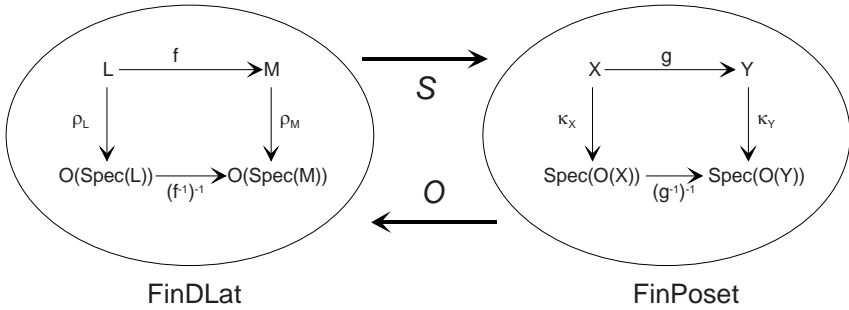 L f M
ρL ρM
O(Spec(L)) (f⁻¹)⁻¹ O(Spec(M))
FinDLat
S
O
X g Y
κX κY
Spec(O(X)) (g⁻¹)⁻¹ Spec(O(Y))
FinPoset